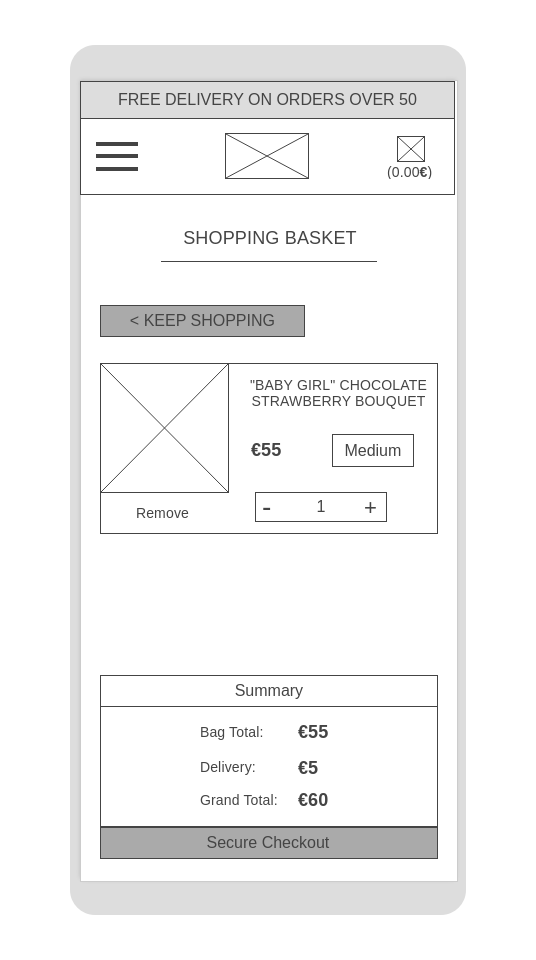 FREE DELIVERY ON ORDERS OVER 50
(0.00€)
SHOPPING BASKET
< KEEP SHOPPING
"BABY GIRL" CHOCOLATE
STRAWBERRY BOUQUET
€55 Medium
- 1 +
Remove
Summary
Bag Total: €55
Delivery: €5
Grand Total: €60
Secure Checkout